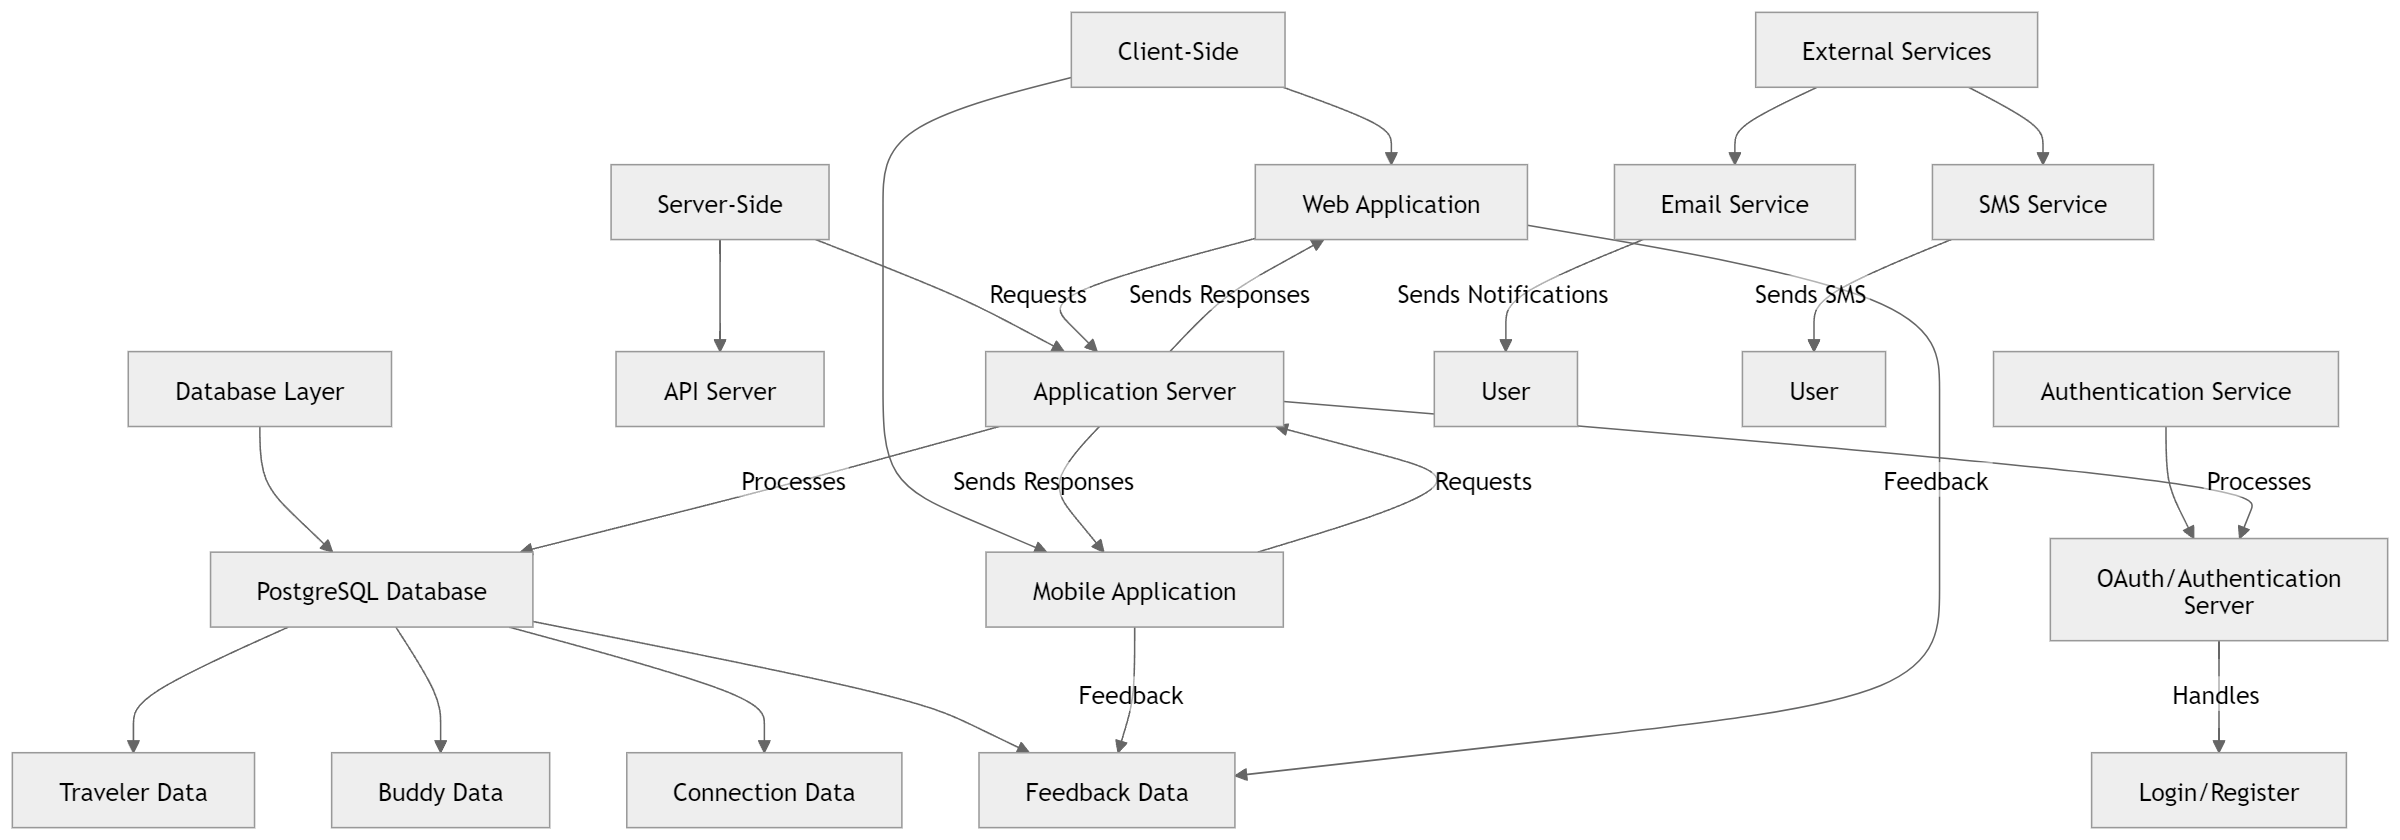 Client-Side
External Services
Server-Side
Web Application
Email Service
SMS Service
Requests
Sends Responses
Sends Notifications
Sends SMS
Database Layer
API Server
Application Server
User
User
Authentication Service
Processes
Sends Responses
Requests
Feedback
Processes
PostgreSQL Database
Mobile Application
OAuth/Authentication
Server
Feedback
Handles
Traveler Data
Buddy Data
Connection Data
Feedback Data
Login/Register